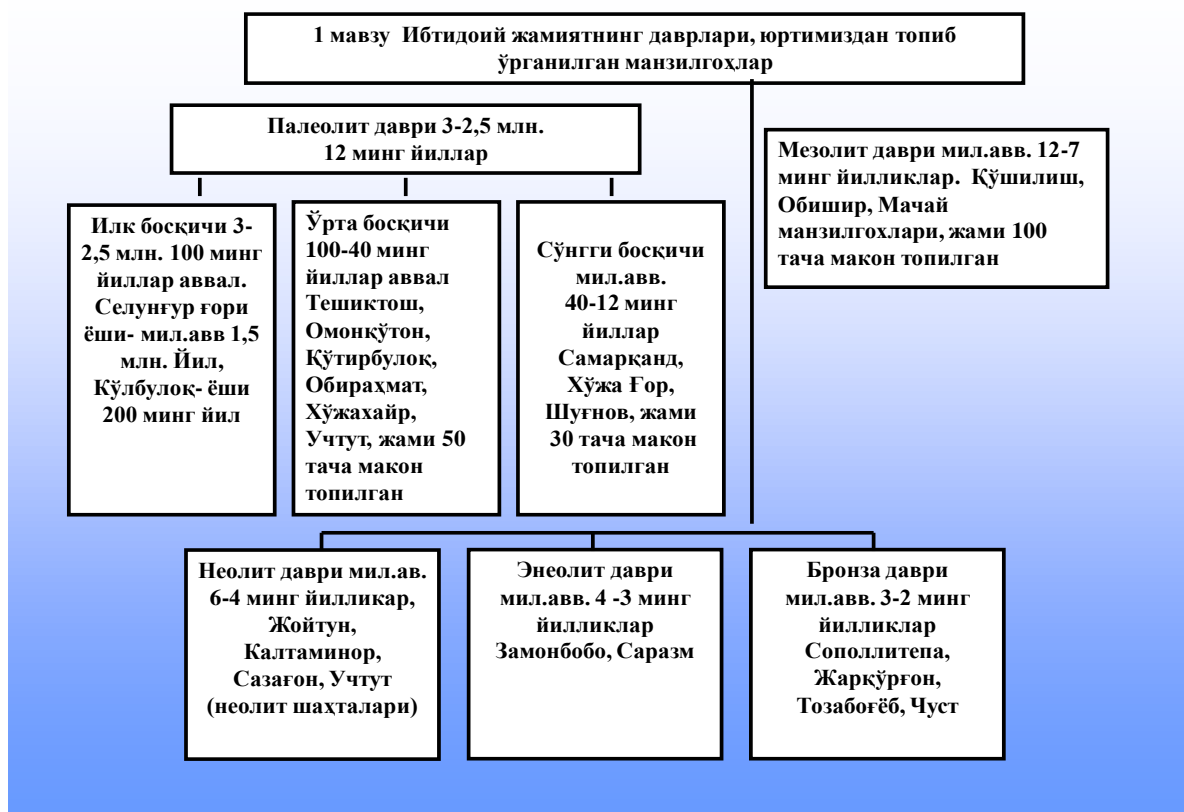 1 мавзу Ибтидоий жамиятнинг даврлари, юртимиздан топиб
ўрганилган манзилгоҳлар
Палеолит даври 3-2,5 млн.
12 минг йиллар
Мезолит даври мил.авв. 12-7
минг йилликлар. Қўшилиш,
Обишир, Мачай
манзилгохлари, жами 100
тача макон топилган
Илк босқичи 3-
2,5 млн. 100 минг
йиллар аввал.
Селунғур ғори
ёши- мил.авв 1,5
млн. Йил,
Кўлбулоқ- ёши
200 минг йил
Ўрта босқичи
100-40 минг
йиллар аввал
Тешиктош,
Омонқўтон,
Қўтирбулоқ,
Обираҳмат,
Хўжахайр,
Учтут, жами 50
тача макон
топилган
Сўнгги босқичи
мил.авв.
40-12 минг
йиллар
Самарқанд,
Хўжа Ғор,
Шуғнов, жами
30 тача макон
топилган
Неолит даври мил.ав.
6-4 минг йилликар,
Жойтун,
Калтаминор,
Сазағон, Учтут
(неолит шаҳталари)
Энеолит даври
мил.авв. 4 -3 минг
йилликлар
Замонбобо, Саразм
Бронза даври
мил.авв. 3-2 минг
йилликлар
Сополлитепа,
Жарқўрғон,
Тозабоғёб, Чуст